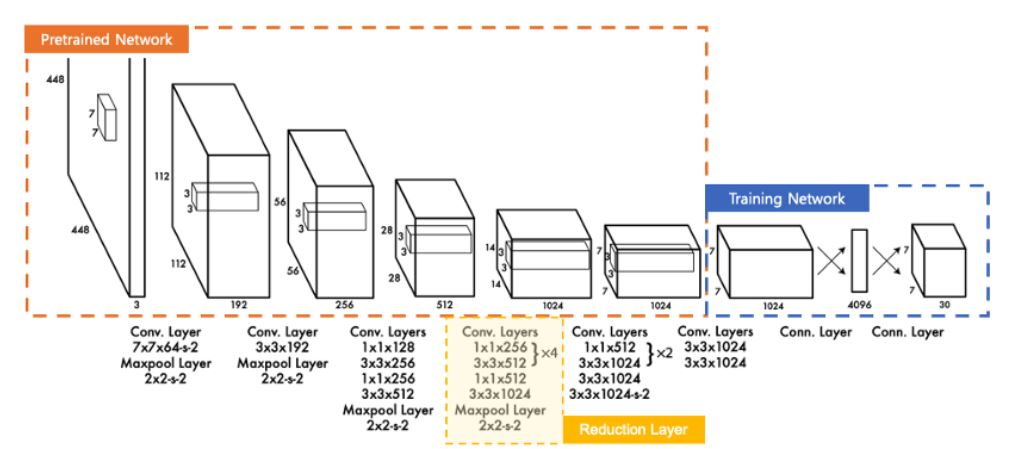 Pretrained Network
448
7
7
448
3
112
3
3
112
192
56
3
3
56
256
28
3
3
28
512
14
3
3
14
1024
7
3
3
7
1024
Training Network
7
7
1024
4096
7
7
30
Conv. Layer
7x7x64-s-2
Maxpool Layer
2x2-s-2
Conv. Layer
3x3x192
Maxpool Layer
2x2-s-2
Conv. Layers
1x1x128
3x3x256
1x1x256
3x3x512
Maxpool Layer
2x2-s-2
Conv. Layers
1x1x256
3x3x512
}×4
1x1x512
3x3x1024
Maxpool Layer
2x2-s-2
Conv. Layers
1x1x512
3x3x1024
}×2
3x3x1024
3x3x1024-s-2
Conv. Layers
3x3x1024
3x3x1024
Conn. Layer
Conn. Layer
Reduction Layer